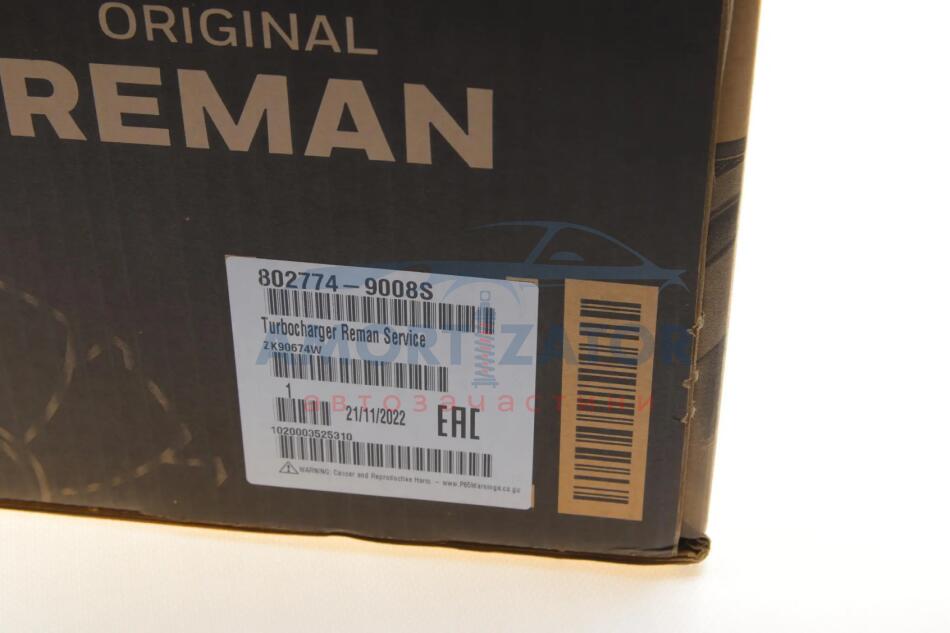 ORIGINAL
REMAN
802774-9008S
Turbocharger Reman Service
ZK90674W
1
21/11/2022
EAC
1020003525310
WARNING: Cancer and Reproductive Harm - www.P65Warnings.ca.go
AMORTIZATOR
автозапчастини